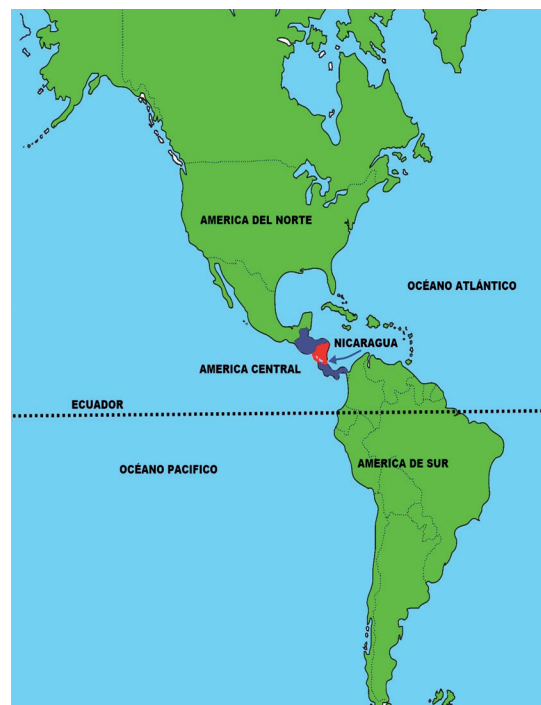 AMERICA DEL NORTE
OCÉANO ATLÁNTICO
NICARAGUA
AMERICA CENTRAL
ECUADOR
AMERICA DE SUR
OCÉANO PACIFICO